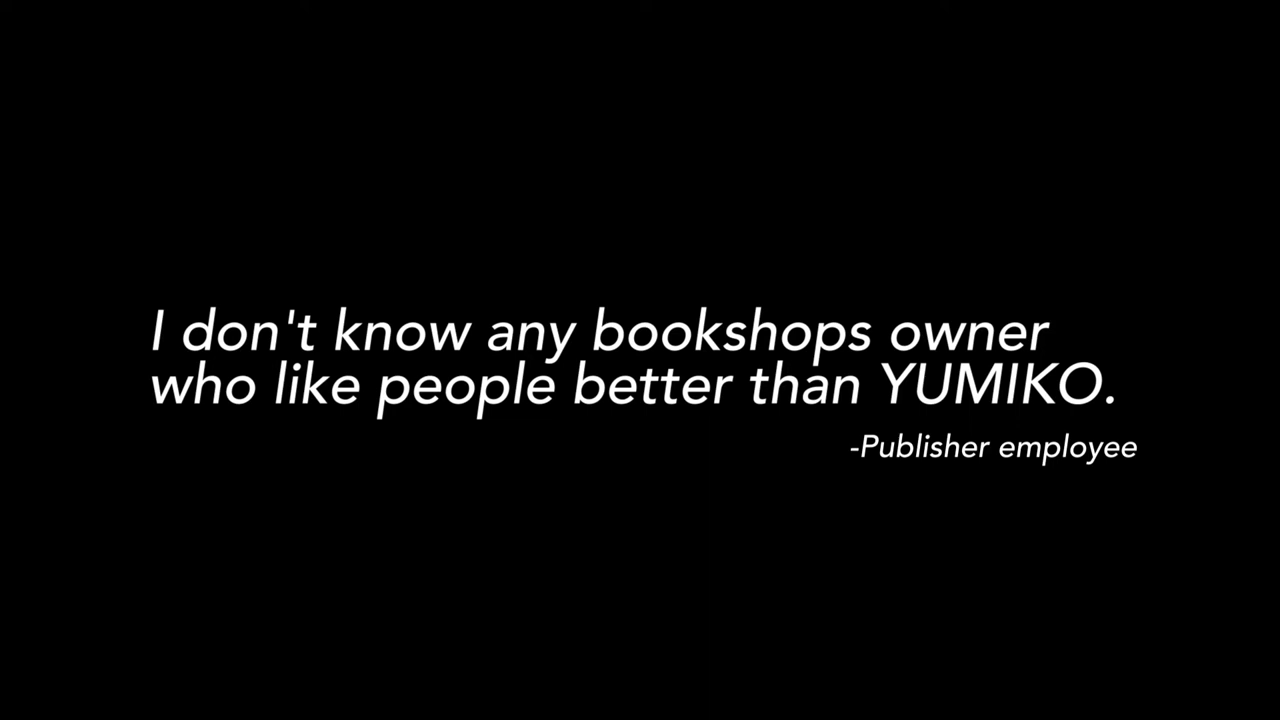 I don't know any bookshops owner
who like people better than YUMIKO.
-Publisher employee